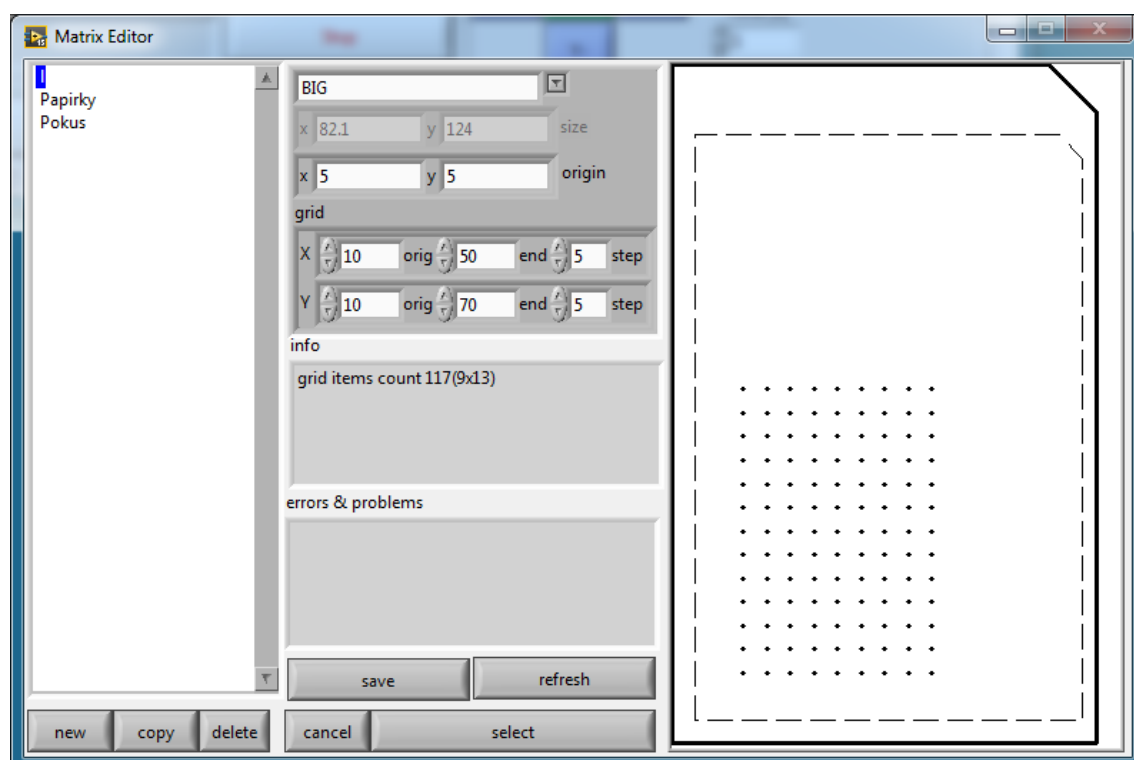 Matrix Editor
I
Papirky
Pokus
BIG
x 82.1 y 124 size
x 5 y 5 origin
grid
X 10 orig 50 end 5 step
Y 10 orig 70 end 5 step
info
grid items count 117(9x13)
errors & problems
save refresh
new copy delete cancel select